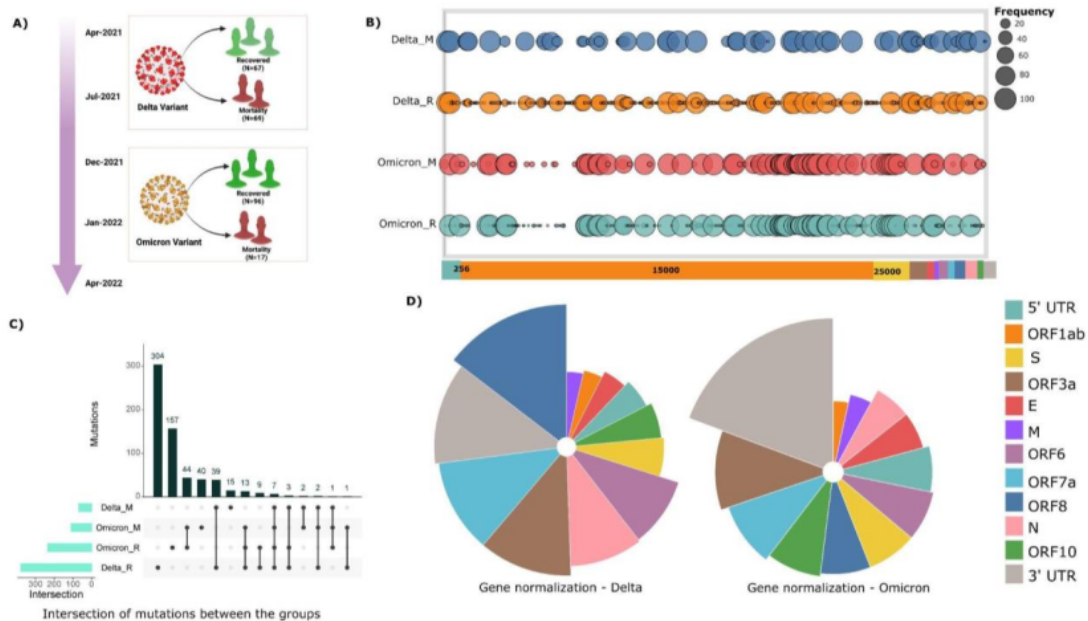 A)
Apr-2021
Jul-2021
Dec-2021
Jan-2022
Apr-2022
Delta Variant
Recovered
(N=67)
Mortality
(N=69)
Omicron Variant
Recovered
(N=96)
Mortality
(N=17)
B)
Delta_M
Delta_R
Omicron_M
Omicron_R
256
15000
25000
Frequency
20
40
60
80
100
C)
Mutations
300
200
100
0
304
157
44
40
39
15
13
9
7
3
2
2
1
1
Delta_M
Omicron_M
Omicron_R
Delta_R
300 200 100 0
Intersection
Intersection of mutations between the groups
D)
Gene normalization - Delta
Gene normalization - Omicron
5' UTR
ORF1ab
S
ORF3a
E
M
ORF6
ORF7a
ORF8
N
ORF10
3' UTR